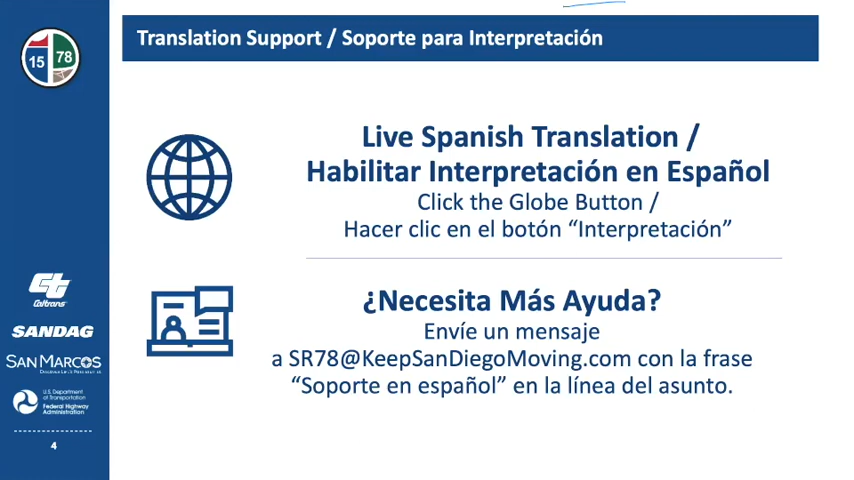 Translation Support / Soporte para Interpretación
15
78
Live Spanish Translation /
Habilitar Interpretación en Español
Click the Globe Button /
Hacer clic en el botón “Interpretación”
¿Necesita Más Ayuda?
Envíe un mensaje
a SR78@KeepSanDiegoMoving.com con la frase
“Soporte en español” en la línea del asunto.
Caltrans
SANDAG
SAN MARCOS
U.S. Department
of Transportation
Federal Highway
Administration
4